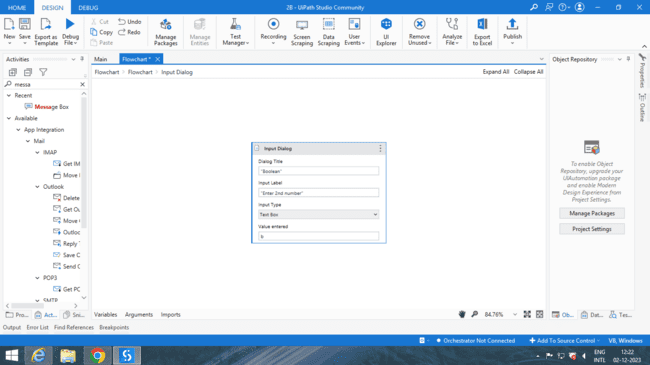 HOME DESIGN DEBUG 2B - UiPath Studio Community
New Save Export as Template Debug File Cut Copy Paste Undo Redo Manage Packages Manage Entities Test Manager Recording Screen Scraping Data Scraping User Events UI Explorer Remove Unused Analyze File Export to Excel Publish
Activities Main Flowchart * Object Repository
Flowchart Flowchart Input Dialog Expand All Collapse All
messa
Recent
Message Box
Available
App Integration
Mail
IMAP
Get IM
Move
Outlook
Delete
Get Ou
Move
Outloo
Reply
Save O
Send O
POP3
Get PO
SMTP
Input Dialog
Dialog Title
"Boolean"
Input Label
"Enter 2nd number"
Input Type
Text Box
Value entered
b
To enable Object
Repository, upgrade your
UIAutomation package
and enable Modern
Design Experience from
Project Settings.
Manage Packages
Project Settings
Properties
Outline
Variables Arguments Imports 84.76%
Pro... Act... Sni... Ob... Dat... Tes...
Output Error List Find References Breakpoints
Orchestrator Not Connected Add To Source Control VB, Windows
ENG 12:22
INTL 02-12-2023